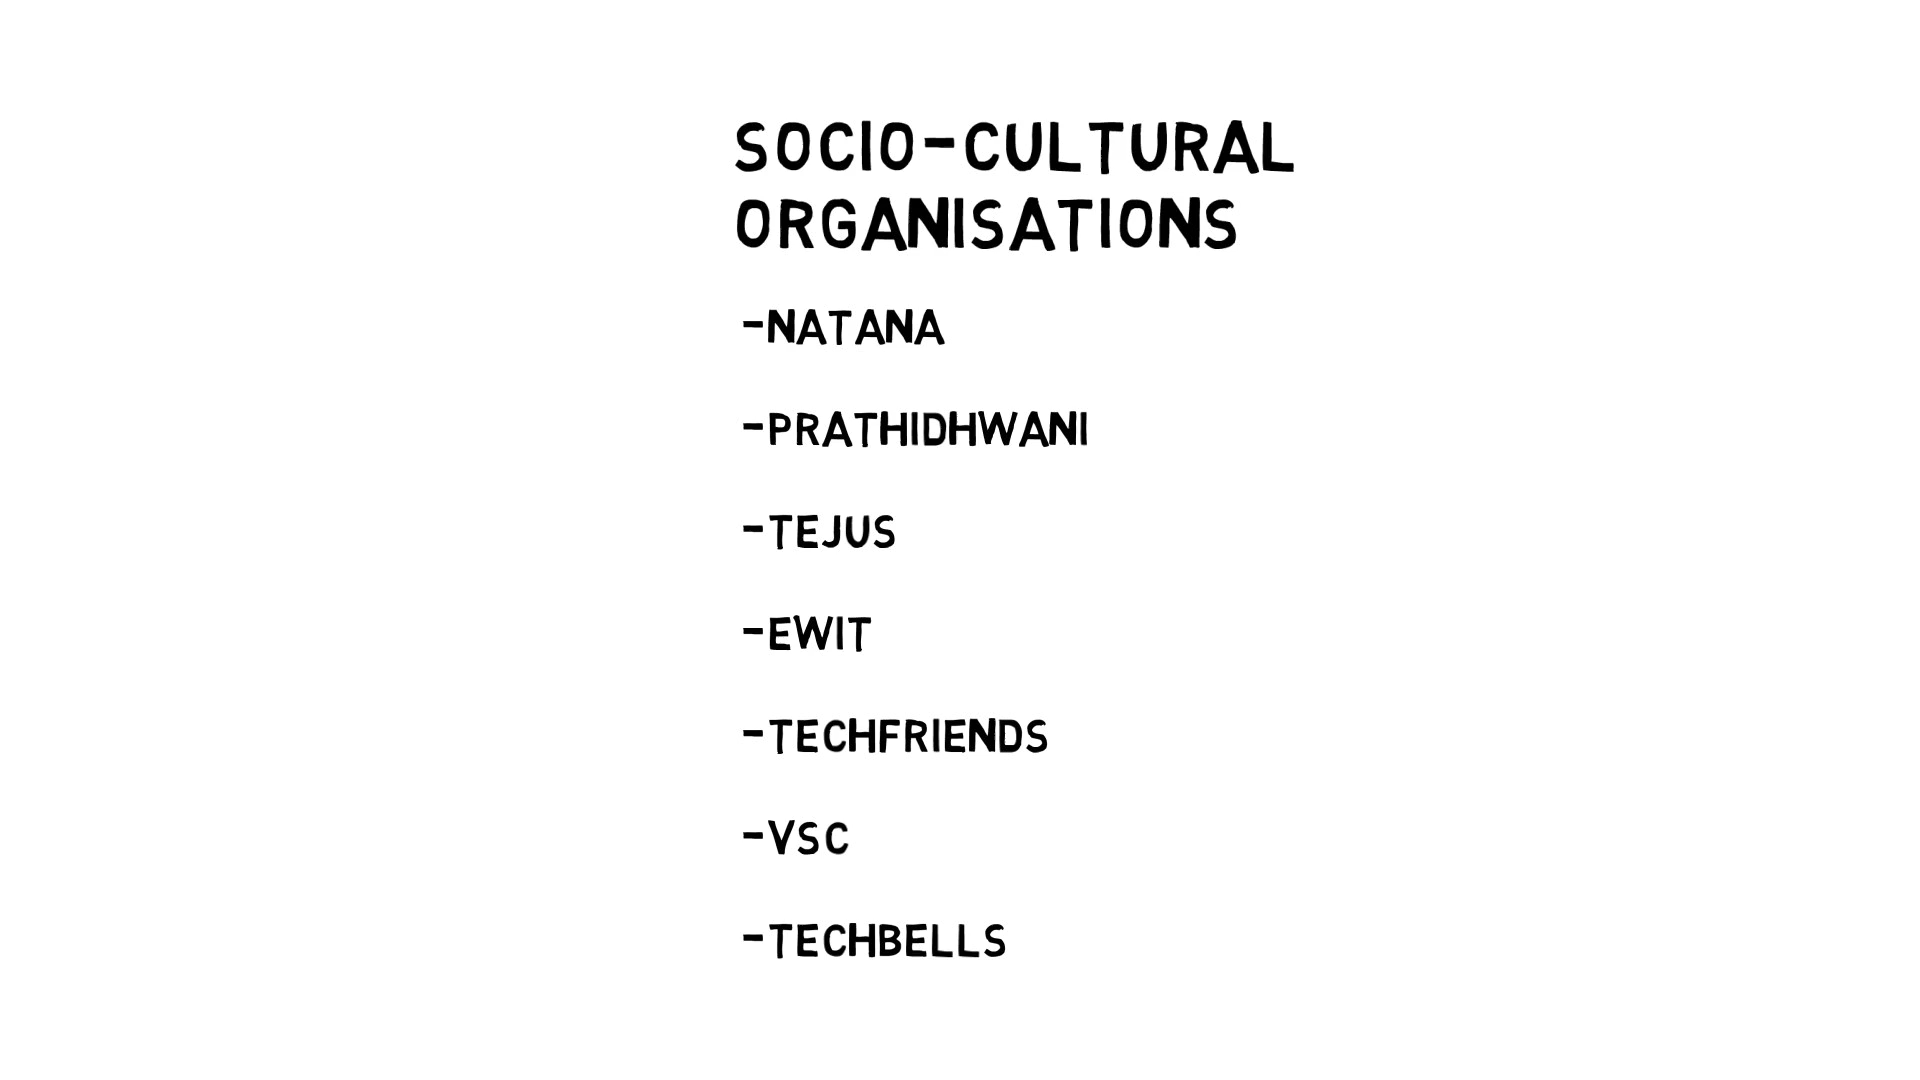 SOCIO-CULTURAL
ORGANISATIONS
-NATANA
-PRATHIDHWANI
-TEJUS
-EWIT
-TECHFRIENDS
-VSC
-TECHBELLS